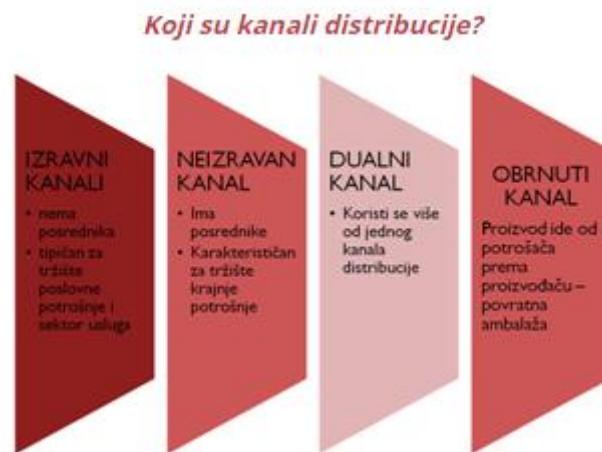 Koji su kanali distribucije?
IZRAVNI
KANALI
• nema
posrednika
• tipičan za
tržište
poslovne
potrošnje i
sektor usluga
NEIZRAVAN
KANAL
• Ima
posrednike
• Karakterističan
za tržište
krajnje
potrošnje
DUALNI
KANAL
• Koristi se više
od jednog
kanala
distribucije
OBRNUTI
KANAL
Proizvod ide od
potrošača
prema
proizvođaču –
povratna
ambalaža